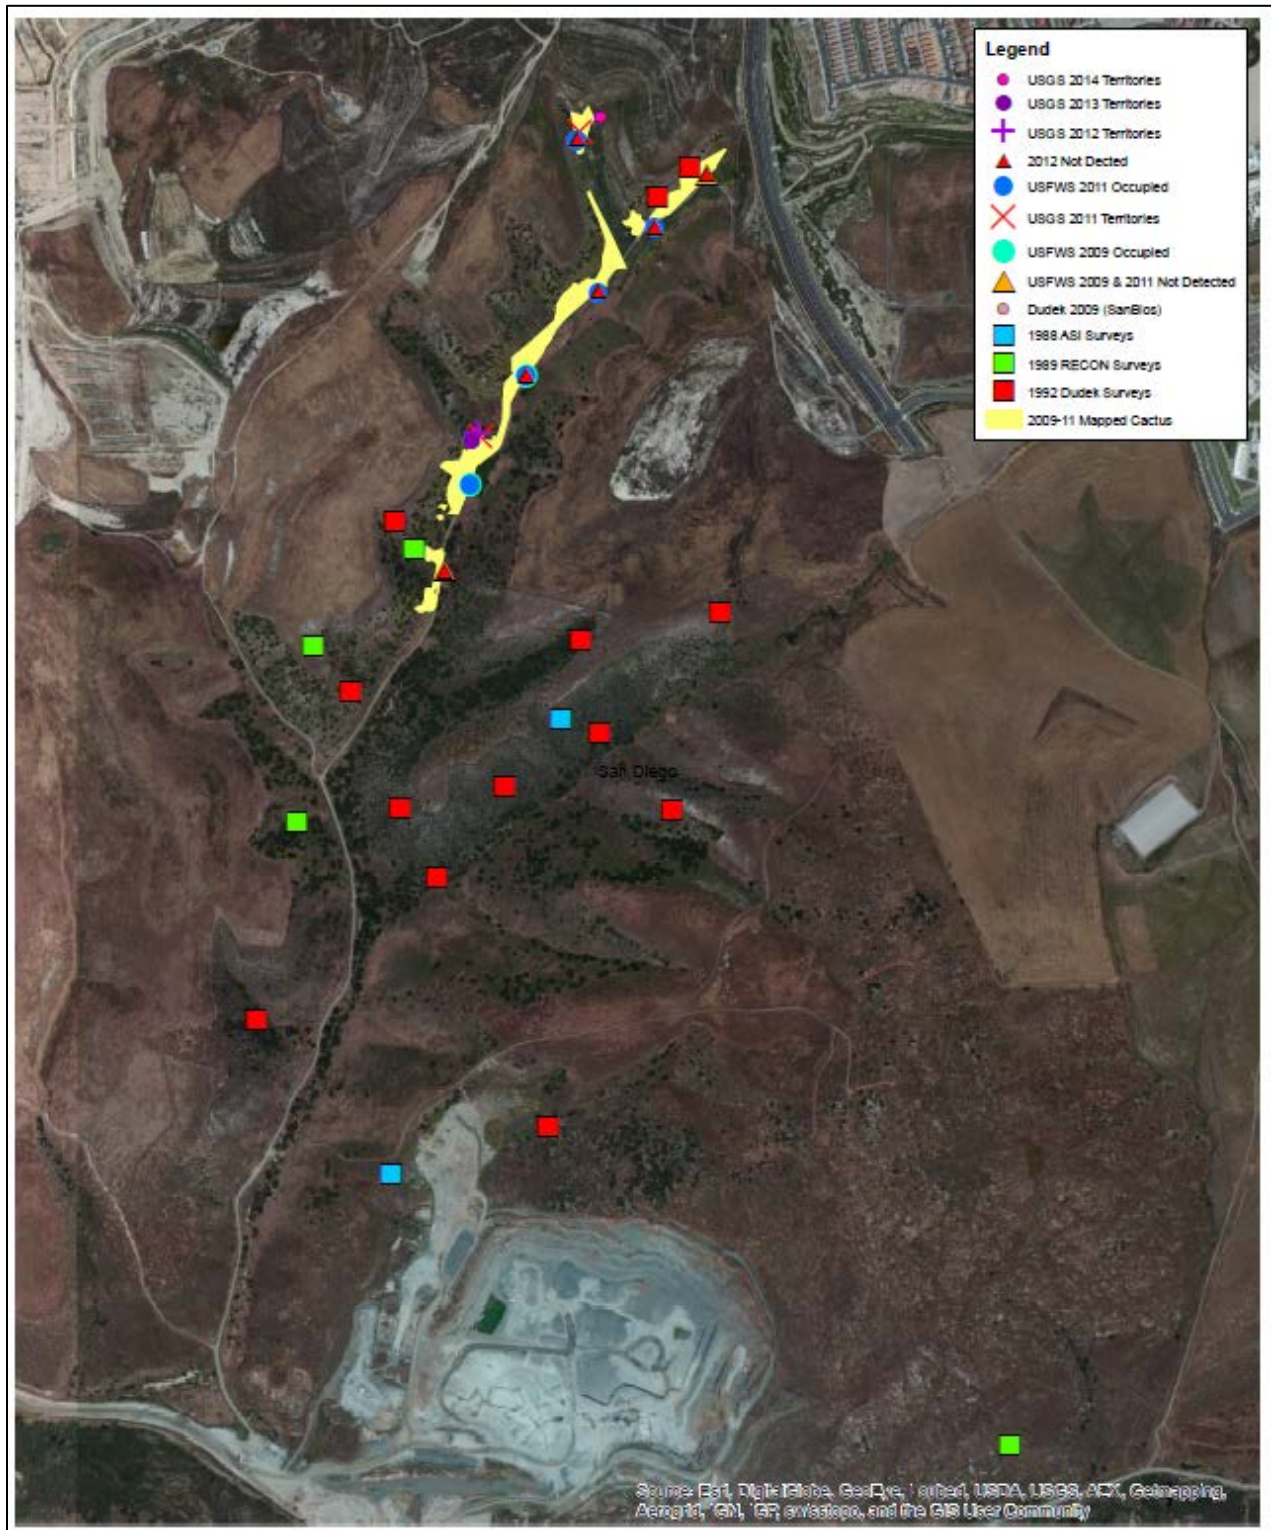 Legend
USGS 2014 Territories
USGS 2013 Territories
USGS 2012 Territories
2012 Not Dected
USFWS 2011 Occupied
USGS 2011 Territories
USFWS 2009 Occupied
USFWS 2009 & 2011 Not Detected
Dudek 2009 (SanBios)
1988 ASI Surveys
1989 RECON Surveys
1992 Dudek Surveys
2009-11 Mapped Cactus
San Diego
Source: Esri, DigitalGlobe, GeoEye, USDA, USGS, AEX, Getmapping,
Aerogrid, IGN, IGP, swisstopo, and the GIS User Community